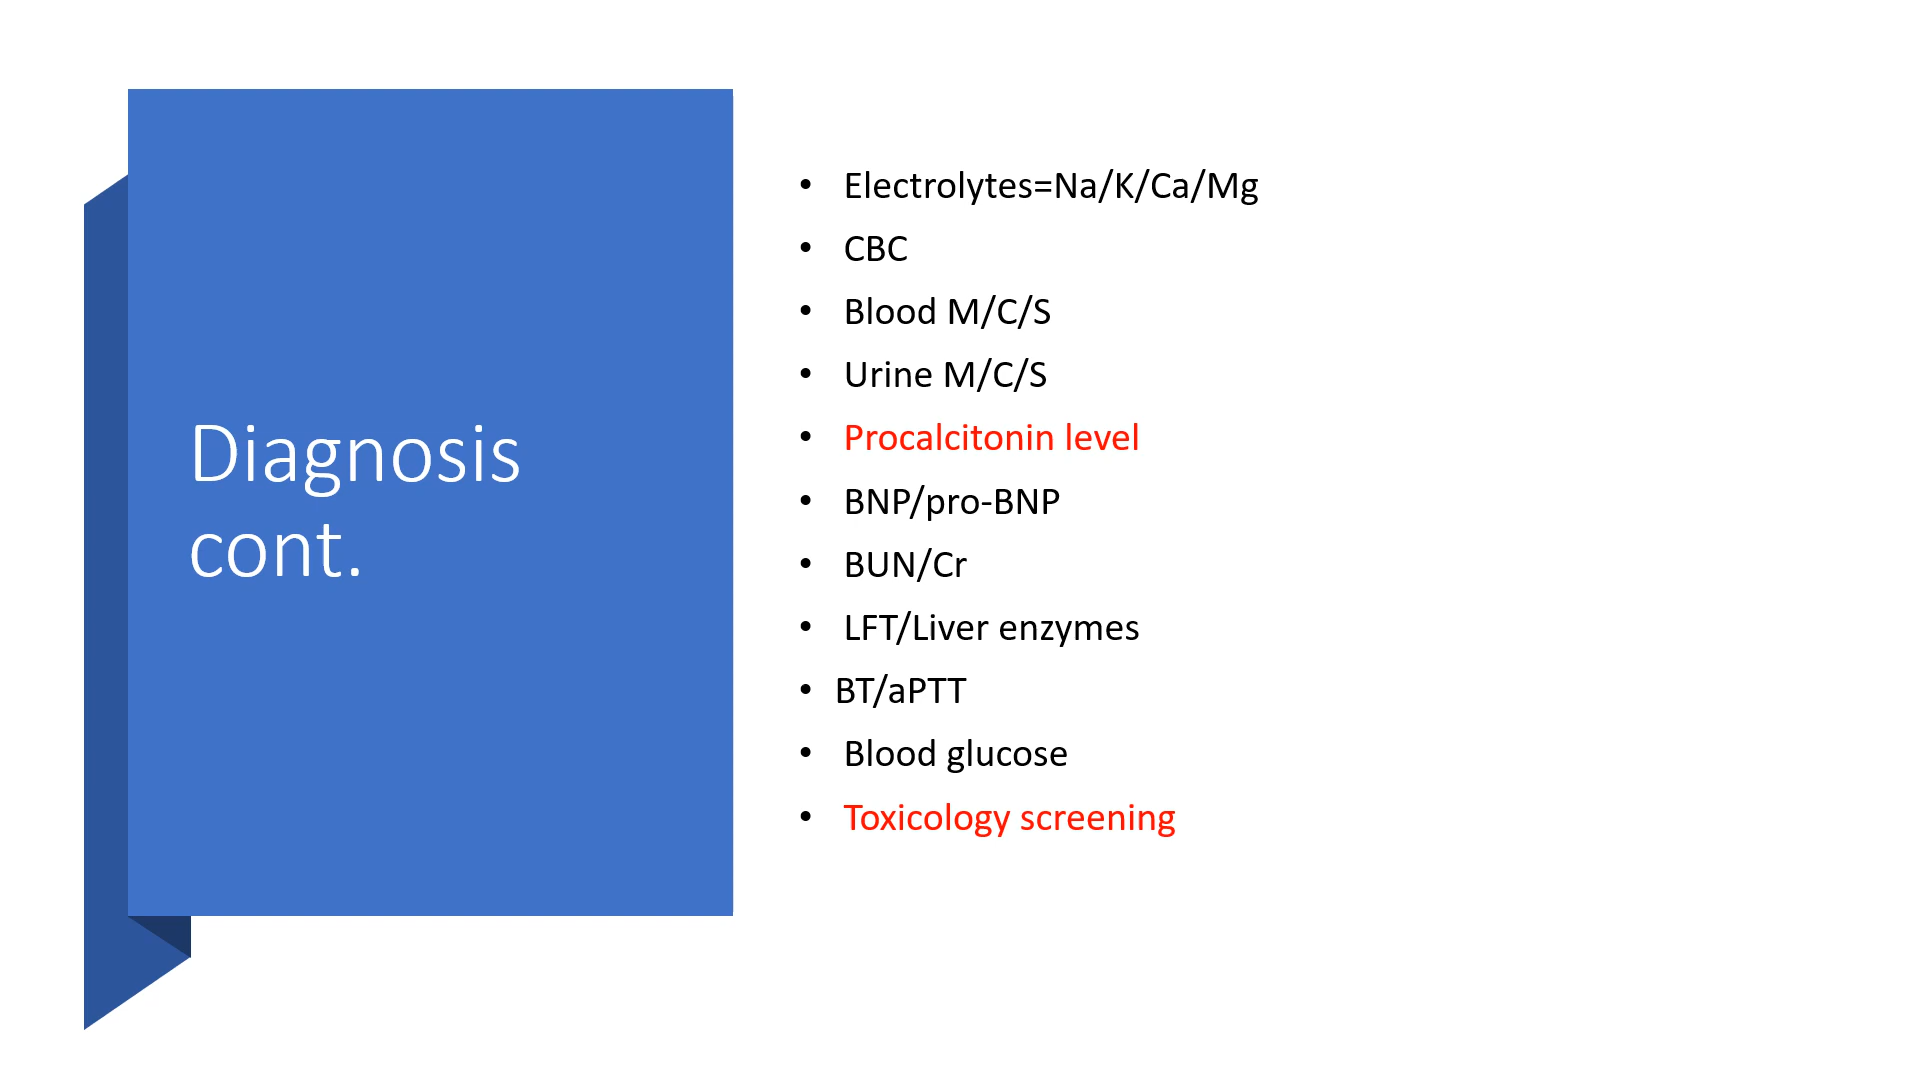 Diagnosis
cont.
• Electrolytes=Na/K/Ca/Mg
• CBC
• Blood M/C/S
• Urine M/C/S
• Procalcitonin level
• BNP/pro-BNP
• BUN/Cr
• LFT/Liver enzymes
• BT/aPTT
• Blood glucose
• Toxicology screening